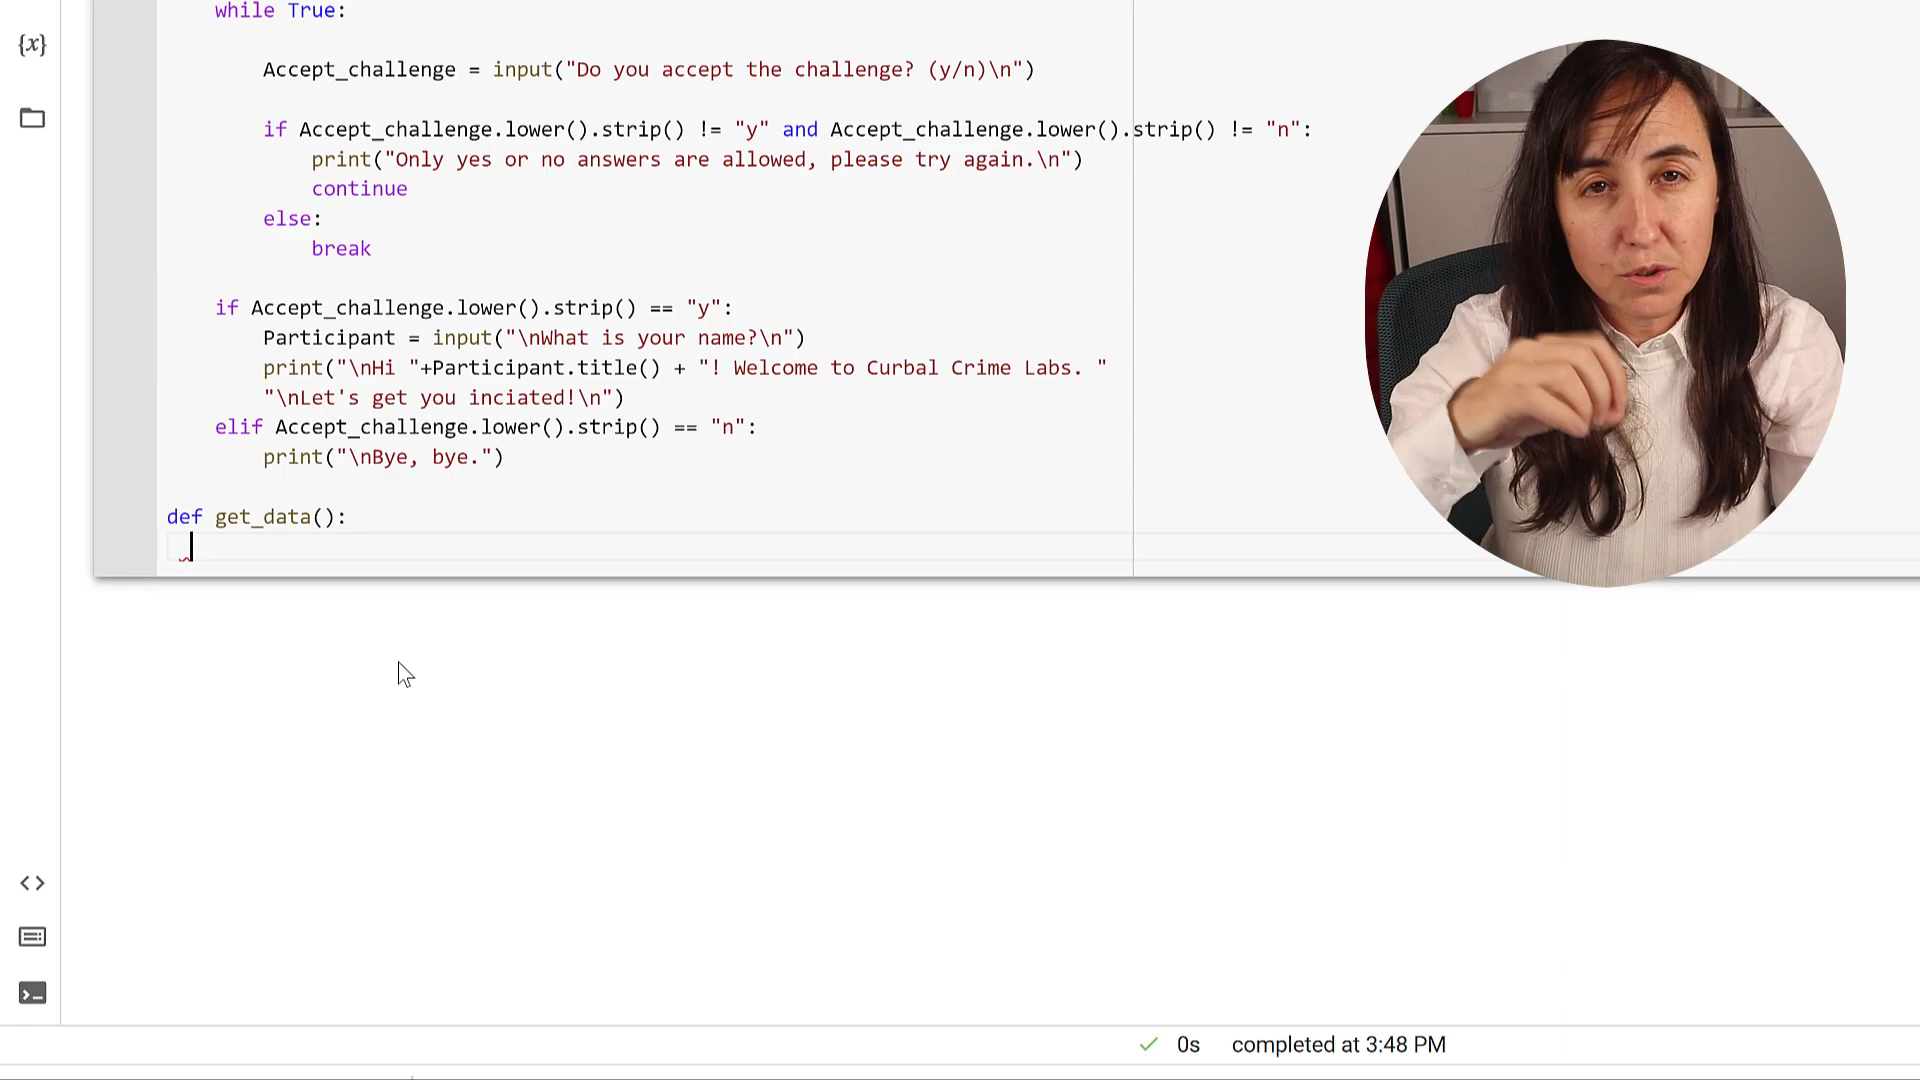 {x}
while True:
Accept_challenge = input("Do you accept the challenge? (y/n)\n")
if Accept_challenge.lower().strip() != "y" and Accept_challenge.lower().strip() != "n":
print("Only yes or no answers are allowed, please try again.\n")
continue
else:
break
if Accept_challenge.lower().strip() == "y":
Participant = input("\nWhat is your name?\n")
print("\nHi "+Participant.title() + "! Welcome to Curbal Crime Labs. "
"\nLet's get you inciated!\n")
elif Accept_challenge.lower().strip() == "n":
print("\nBye, bye.")
def get_data():
0s completed at 3:48 PM